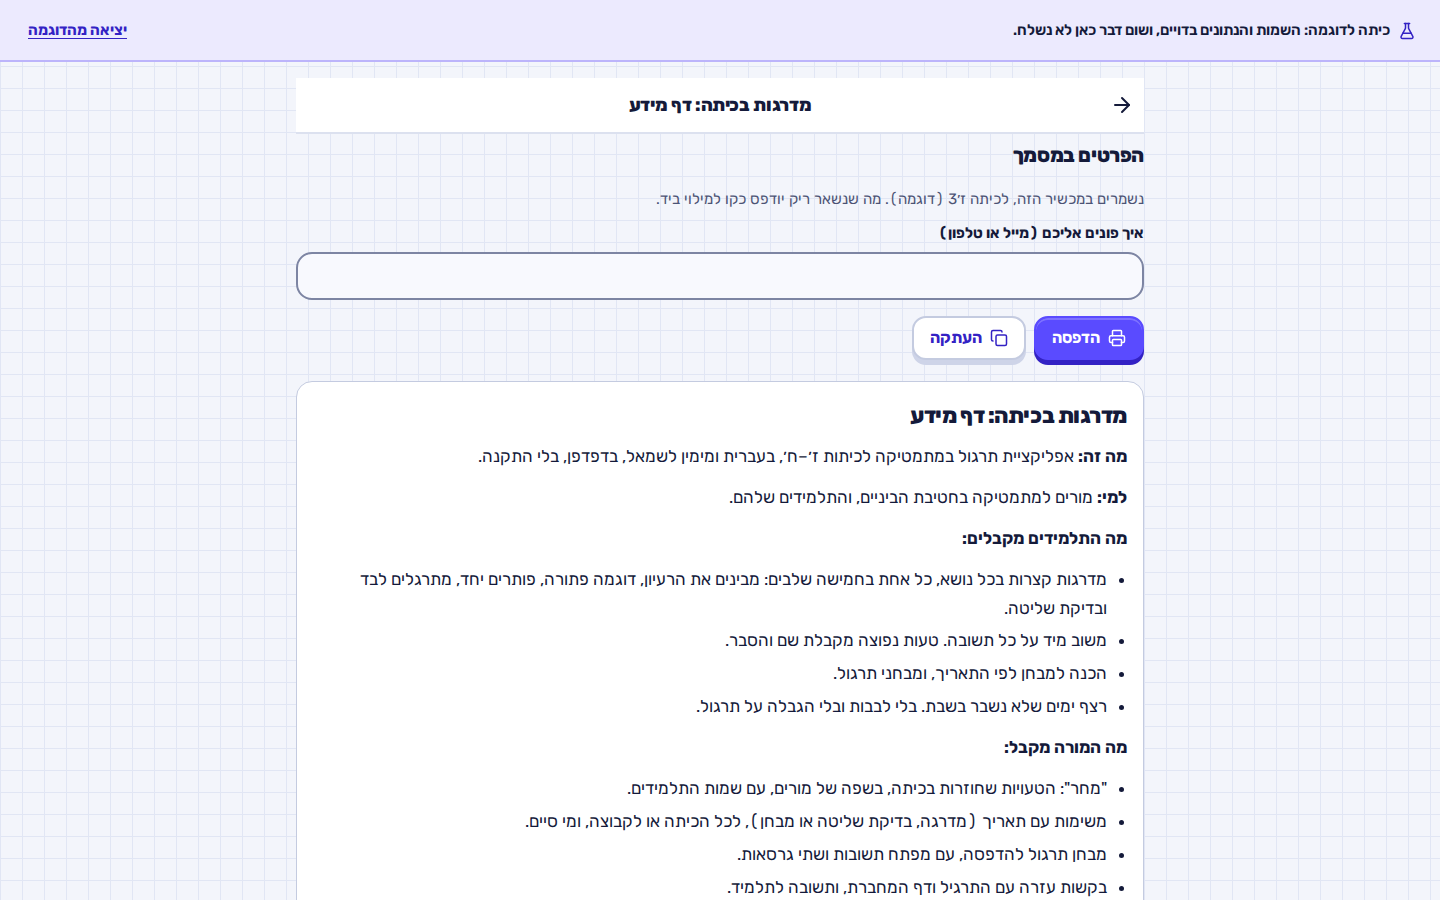 כיתה לדוגמה: השמות והנתונים בדויים, ושום דבר כאן לא נשלח.
יציאה מהדוגמה
מדרגות בכיתה: דף מידע
הפרטים במסמך
נשמרים במכשיר הזה, לכיתה ז׳3 (דוגמה). מה שנשאר ריק יודפס כקו למילוי ביד.
איך פונים אליכם (מייל או טלפון)
הדפסה
העתקה
מדרגות בכיתה: דף מידע
מה זה: אפליקציית תרגול במתמטיקה לכיתות ז׳–ח׳, בעברית ומימין לשמאל, בדפדפן, בלי התקנה.
למי: מורים למתמטיקה בחטיבת הביניים, והתלמידים שלהם.
מה התלמידים מקבלים:
• מדרגות קצרות בכל נושא, כל אחת בחמישה שלבים: מבינים את הרעיון, דוגמה פתורה, פותרים יחד, מתרגלים לבד
ובדיקת שליטה.
• משוב מיד על כל תשובה. טעות נפוצה מקבלת שם והסבר.
• הכנה למבחן לפי התאריך, ומבחני תרגול.
• רצף ימים שלא נשבר בשבת. בלי לבבות ובלי הגבלה על תרגול.
מה המורה מקבל:
• "מחר": הטעויות שחוזרות בכיתה, בשפה של מורים, עם שמות התלמידים.
• משימות עם תאריך (מדרגה, בדיקת שליטה או מבחן), לכל הכיתה או לקבוצה, ומי סיים.
• מבחן תרגול להדפסה, עם מפתח תשובות ושתי גרסאות.
• בקשות עזרה עם התרגיל ודף המחברת, ותשובה לתלמיד.